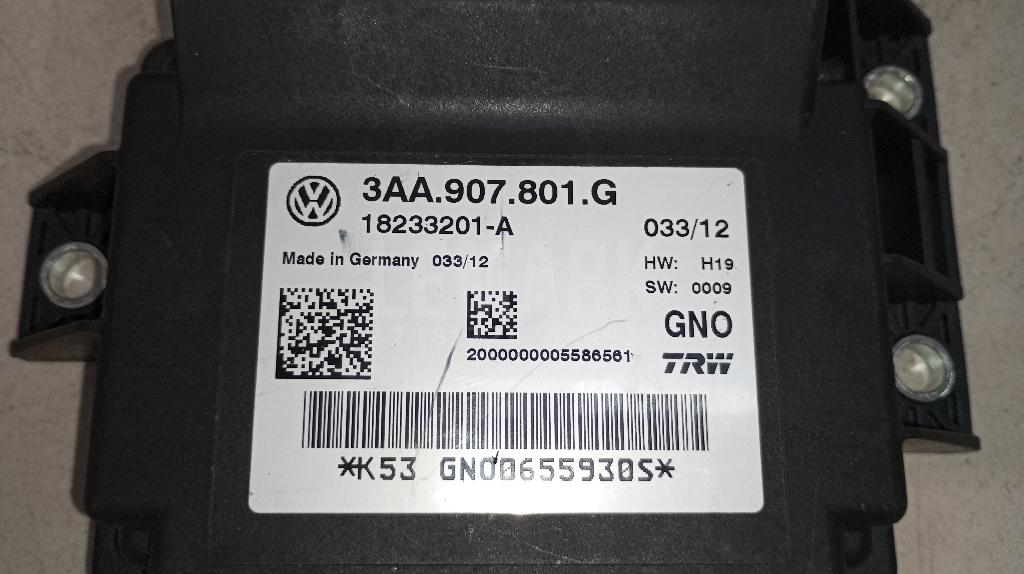 3AA.907.801.G
18233201-A
033/12
Made in Germany 033/12
HW: H19
SW: 0009
GNO
2000000005586561
TRW
*K53 GNO0655930S*